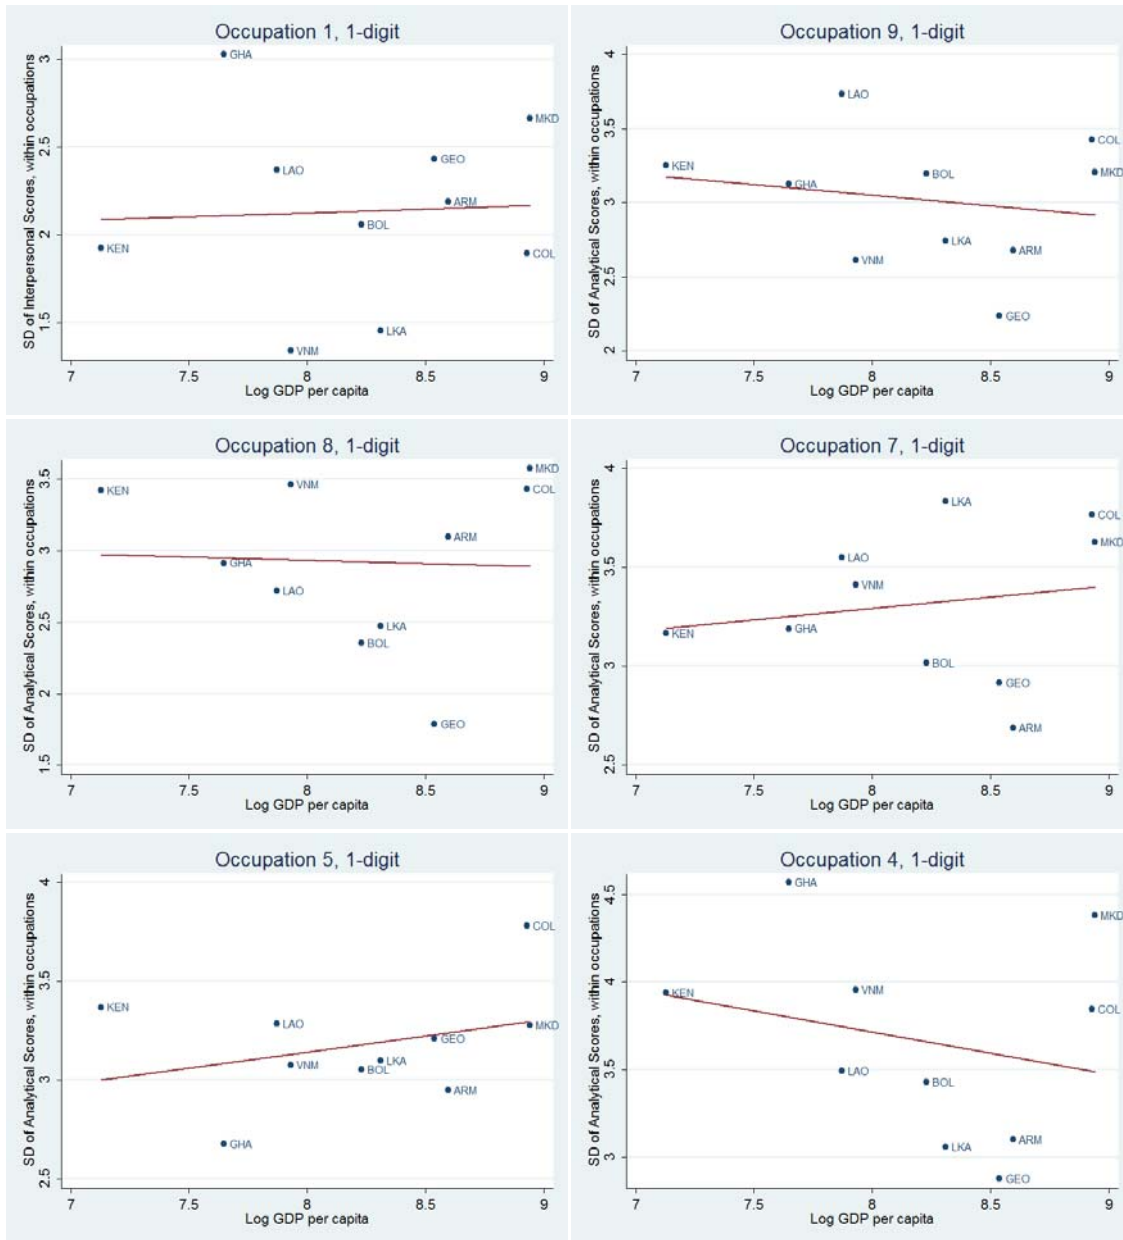 Occupation 1, 1-digit
SD of Interpersonal Scores, within occupations
3
2.5
2
1.5
GHA
MKD
GEO
LAO
ARM
BOL
KEN
COL
LKA
VNM
7
7.5
8
8.5
9
Log GDP per capita
Occupation 9, 1-digit
SD of Analytical Scores, within occupations
4
3.5
3
2.5
2
LAO
COL
KEN
BOL
MKD
GHA
LKA
ARM
VNM
GEO
7
7.5
8
8.5
9
Log GDP per capita
Occupation 8, 1-digit
SD of Analytical Scores, within occupations
3.5
3
2.5
2
1.5
MKD
VNM
COL
KEN
ARM
GHA
LAO
LKA
BOL
GEO
7
7.5
8
8.5
9
Log GDP per capita
Occupation 7, 1-digit
SD of Analytical Scores, within occupations
4
3.5
3
2.5
LKA
COL
MKD
LAO
VNM
GHA
KEN
BOL
GEO
ARM
7
7.5
8
8.5
9
Log GDP per capita
Occupation 5, 1-digit
SD of Analytical Scores, within occupations
4
3.5
3
2.5
COL
KEN
LAO
MKD
GEO
LKA
VNM
BOL
ARM
GHA
7
7.5
8
8.5
9
Log GDP per capita
Occupation 4, 1-digit
SD of Analytical Scores, within occupations
4.5
4
3.5
3
GHA
MKD
VNM
KEN
COL
LAO
BOL
ARM
LKA
GEO
7
7.5
8
8.5
9
Log GDP per capita